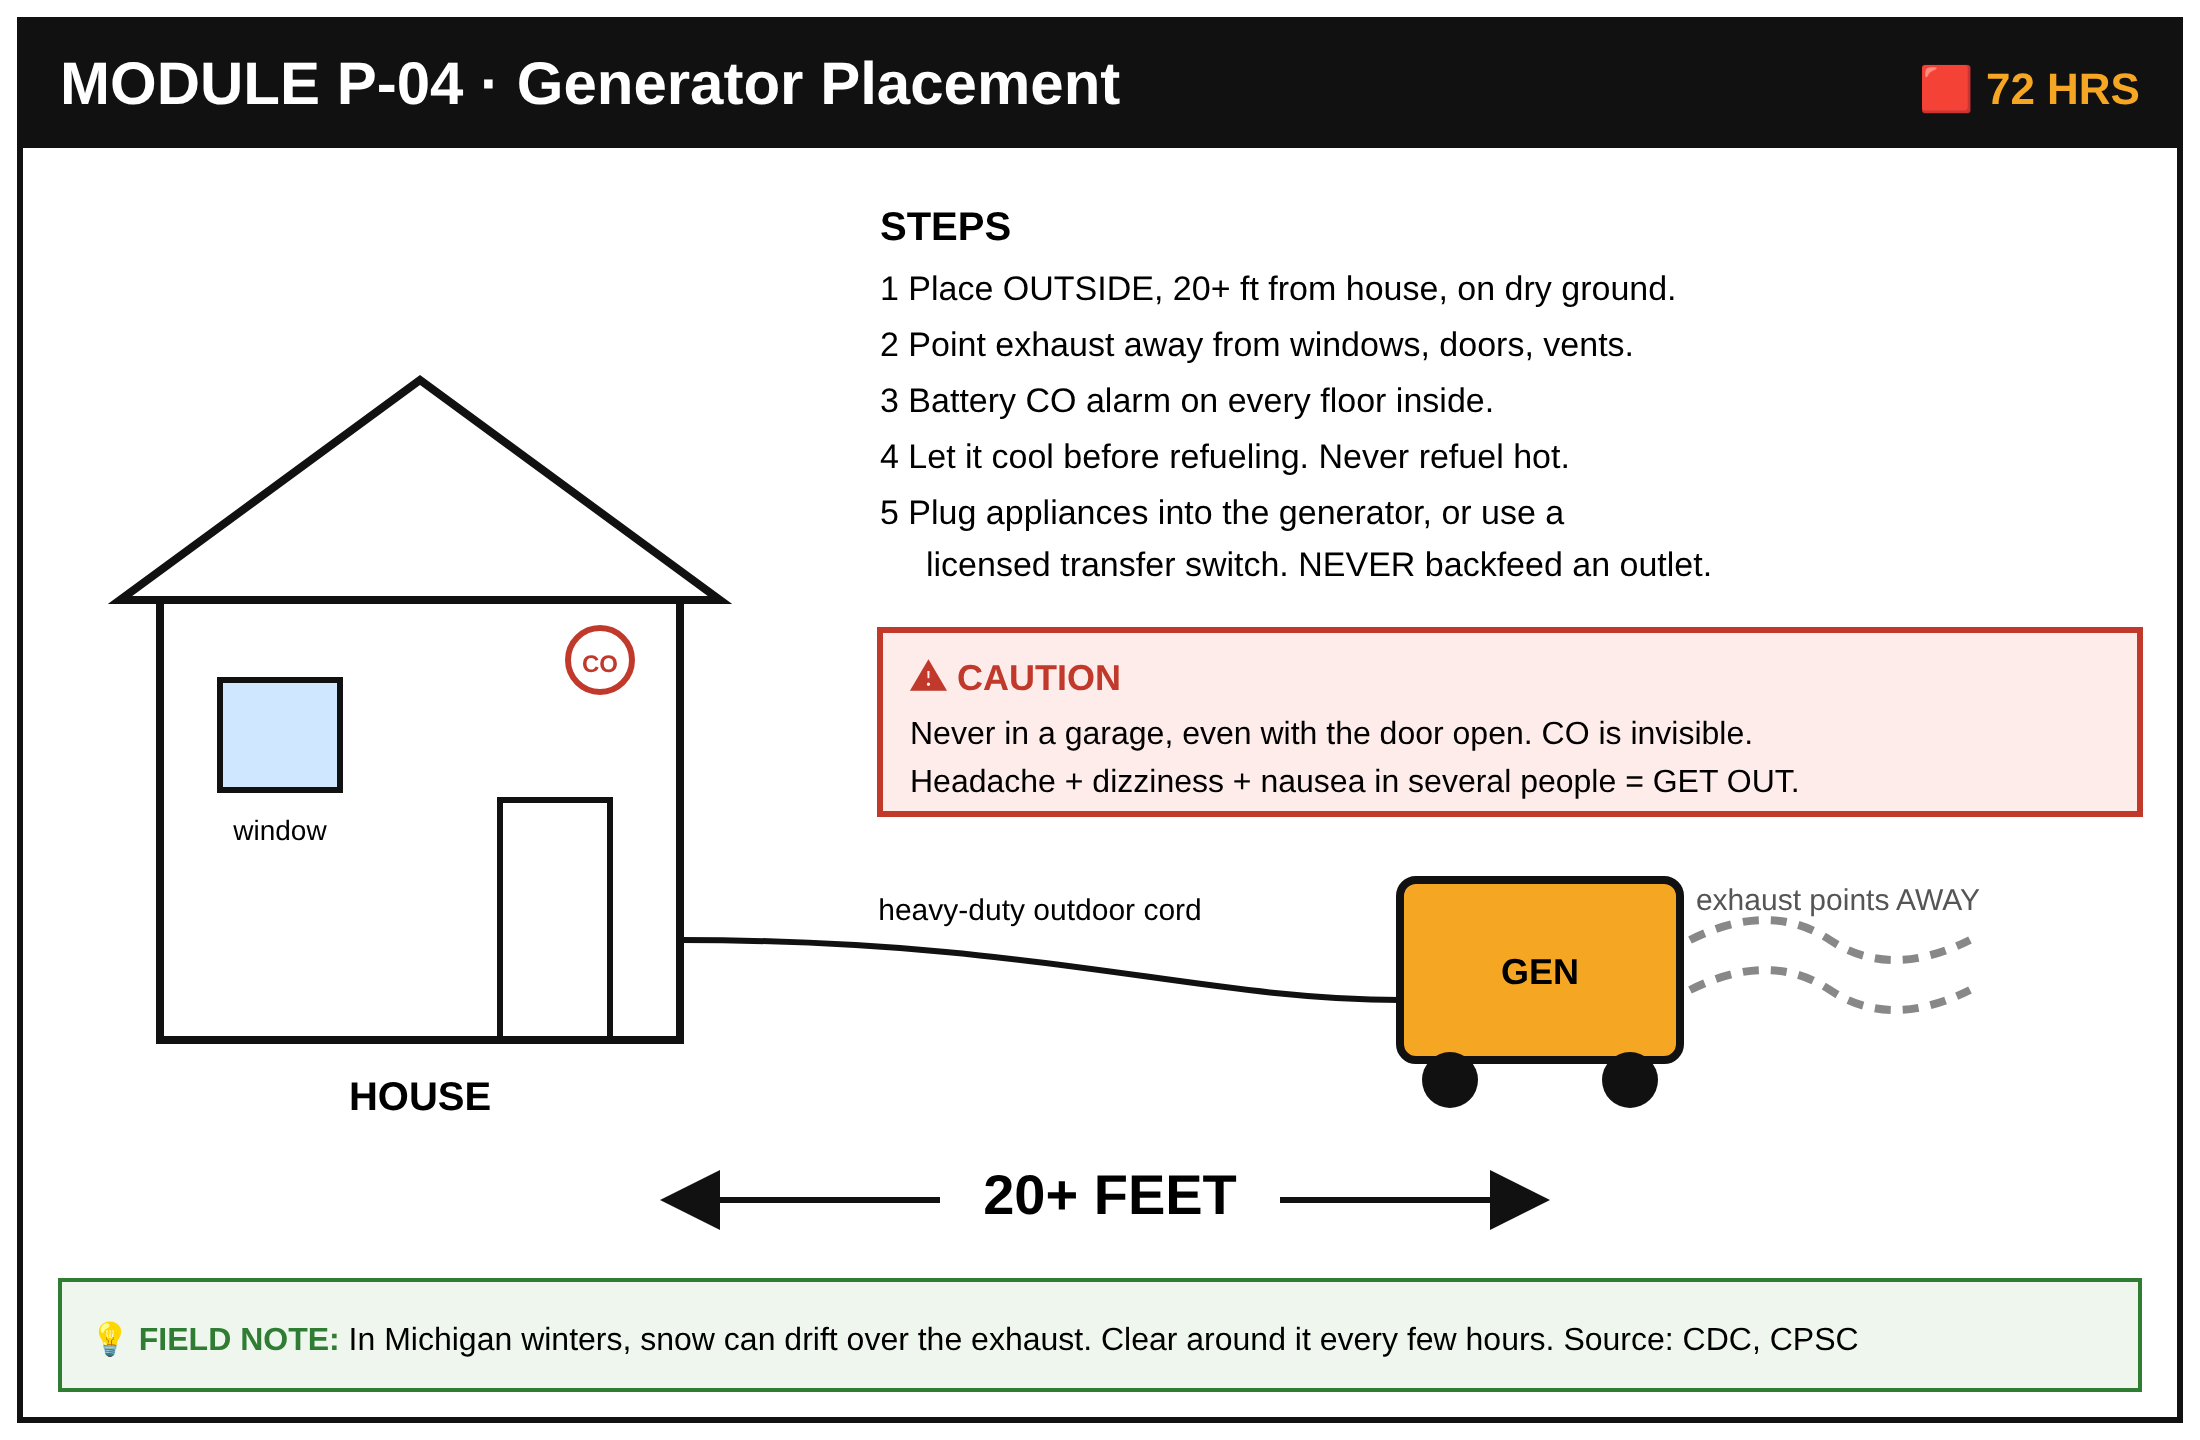 MODULE P-04 · Generator Placement
🟥 72 HRS
STEPS
1 Place OUTSIDE, 20+ ft from house, on dry ground.
2 Point exhaust away from windows, doors, vents.
3 Battery CO alarm on every floor inside.
4 Let it cool before refueling. Never refuel hot.
5 Plug appliances into the generator, or use a
licensed transfer switch. NEVER backfeed an outlet.
⚠ CAUTION
Never in a garage, even with the door open. CO is invisible.
Headache + dizziness + nausea in several people = GET OUT.
CO
window
HOUSE
heavy-duty outdoor cord
GEN
exhaust points AWAY
20+ FEET
💡 FIELD NOTE: In Michigan winters, snow can drift over the exhaust. Clear around it every few hours. Source: CDC, CPSC